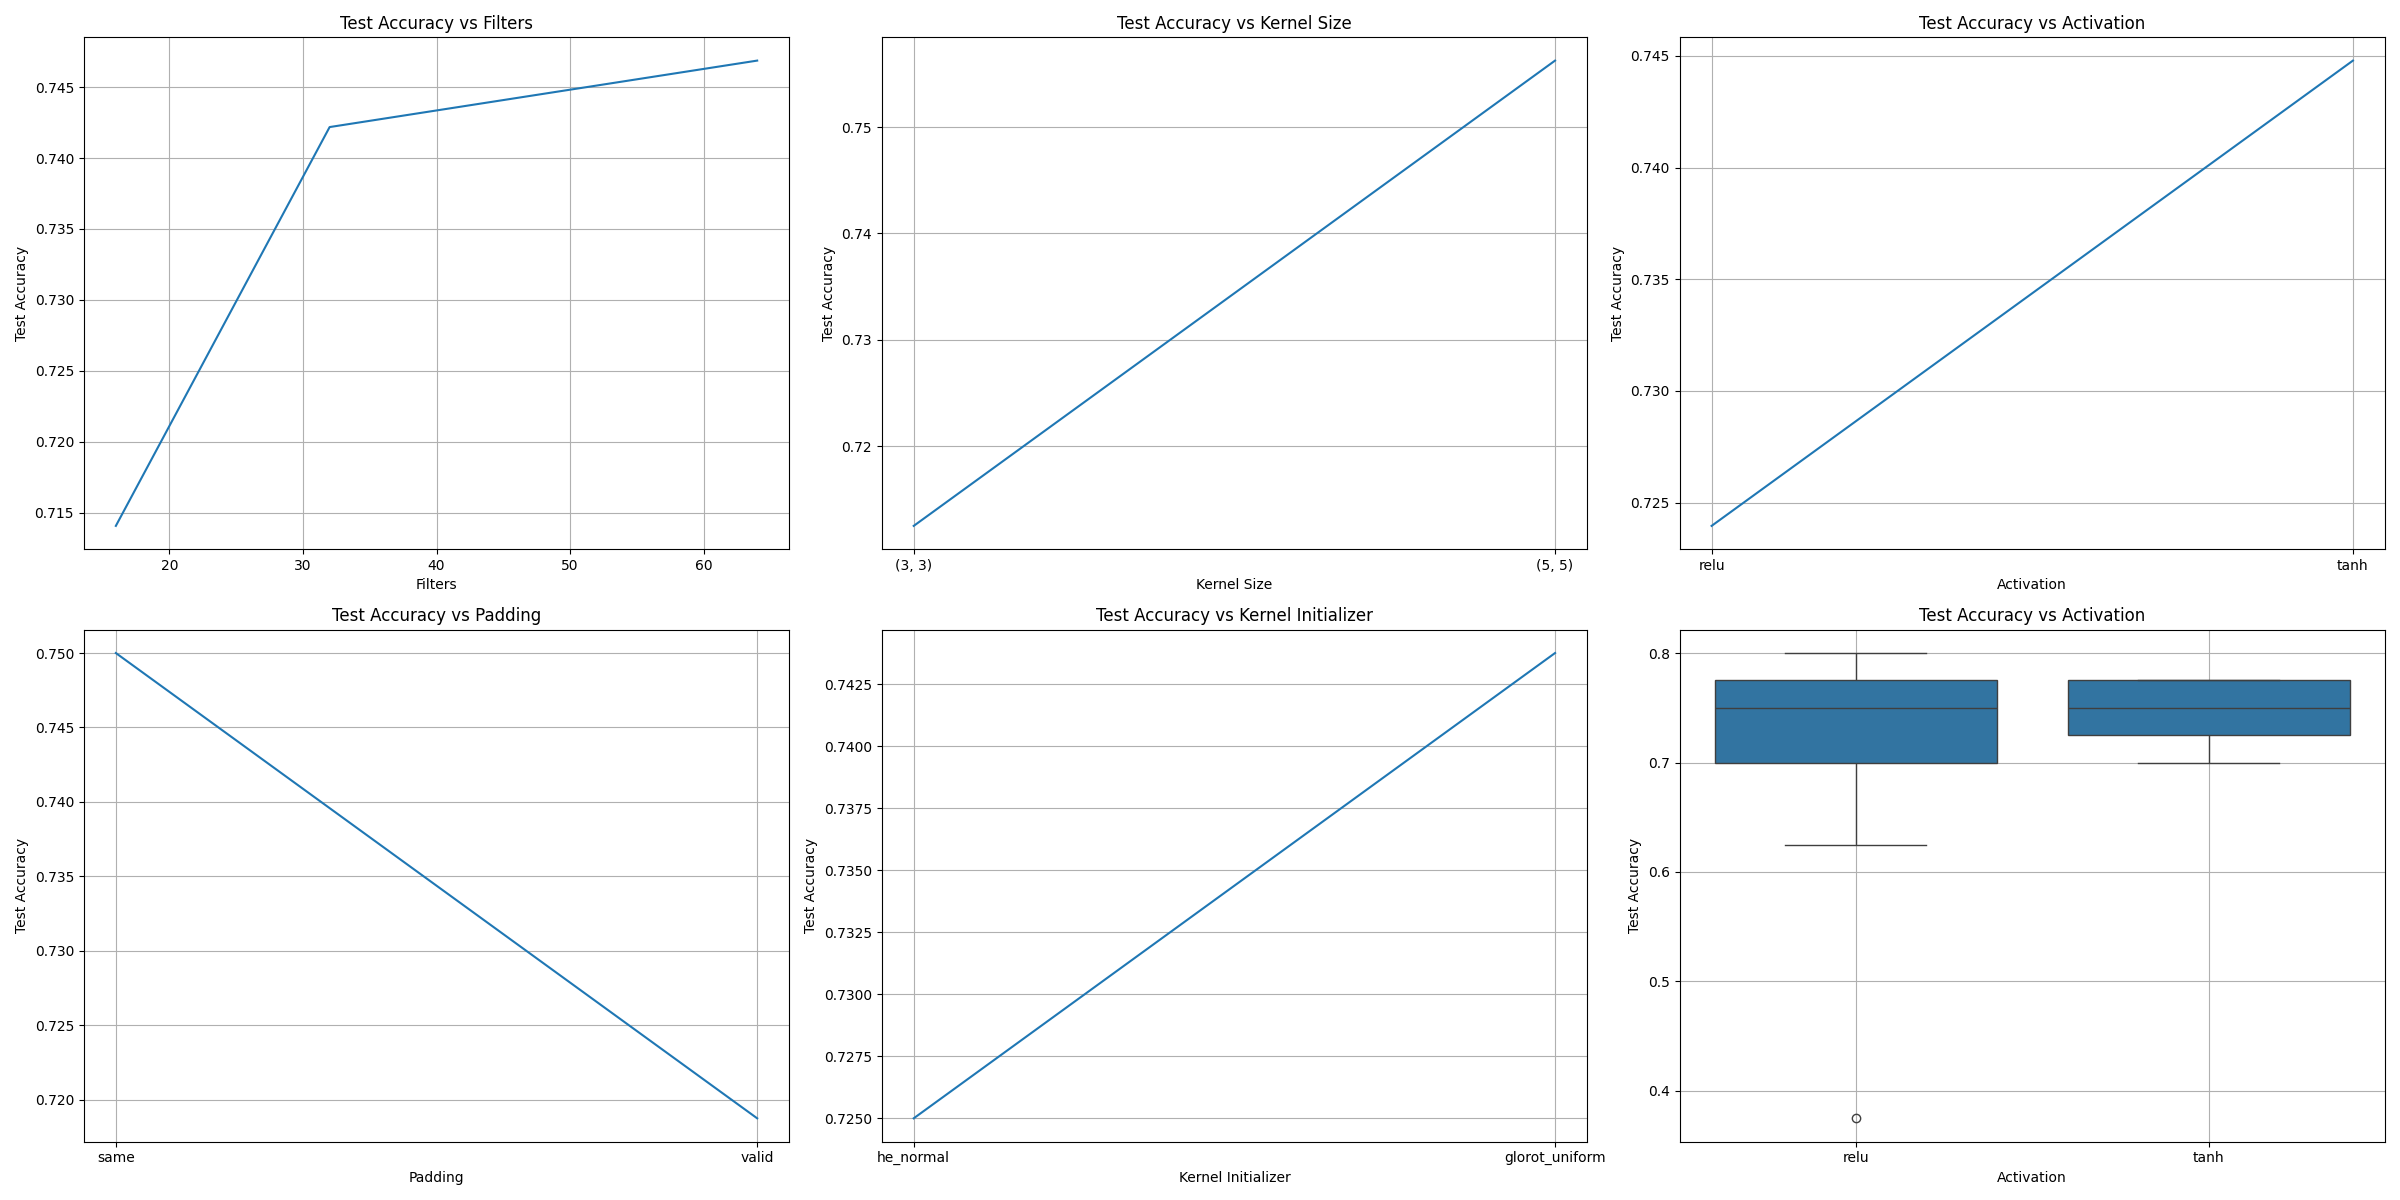 Test Accuracy vs Filters
Test Accuracy
0.745
0.740
0.735
0.730
0.725
0.720
0.715
20 30 40 50 60
Filters
Test Accuracy vs Kernel Size
Test Accuracy
0.75
0.74
0.73
0.72
(3, 3) (5, 5)
Kernel Size
Test Accuracy vs Activation
Test Accuracy
0.745
0.740
0.735
0.730
0.725
relu tanh
Activation
Test Accuracy vs Padding
Test Accuracy
0.750
0.745
0.740
0.735
0.730
0.725
0.720
same valid
Padding
Test Accuracy vs Kernel Initializer
Test Accuracy
0.7425
0.7400
0.7375
0.7350
0.7325
0.7300
0.7275
0.7250
he_normal glorot_uniform
Kernel Initializer
Test Accuracy vs Activation
Test Accuracy
0.8
0.7
0.6
0.5
0.4
relu tanh
Activation